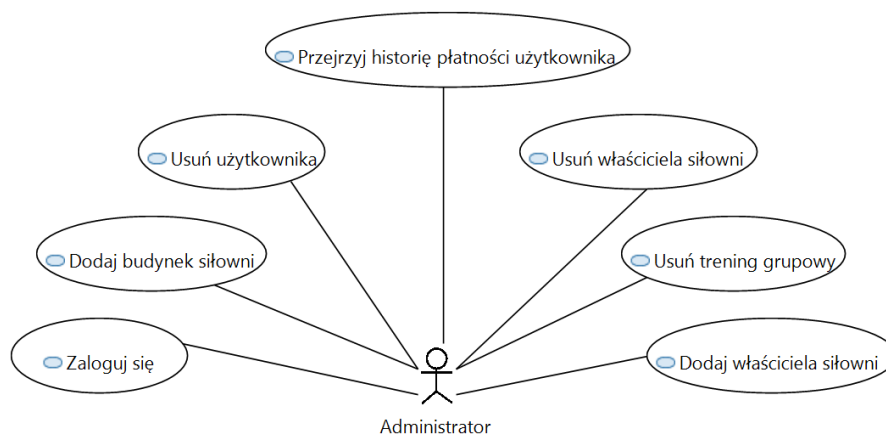 Przejrzyj historię płatności użytkownika
Usuń użytkownika
Usuń właściciela siłowni
Dodaj budynek siłowni
Usuń trening grupowy
Zaloguj się
Dodaj właściciela siłowni
Administrator